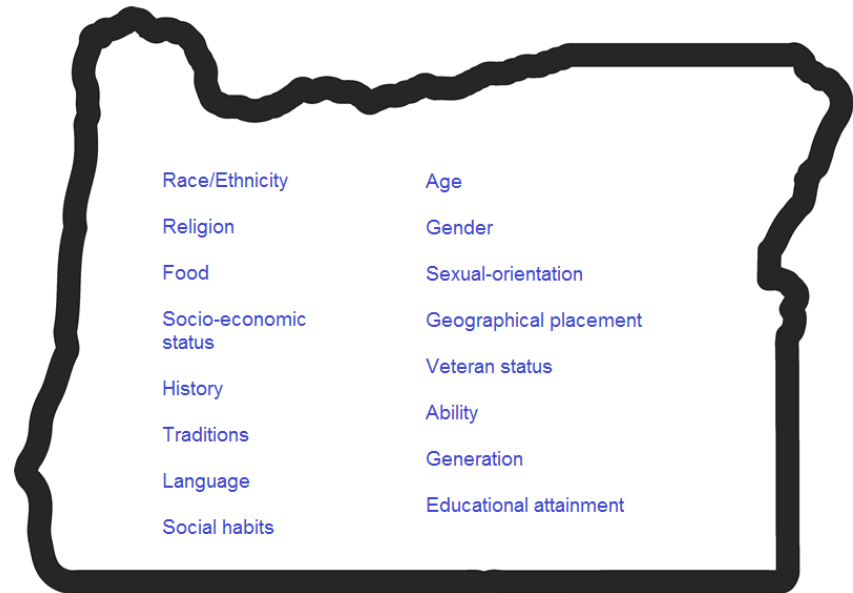 Race/Ethnicity
Religion
Food
Socio-economic
status
History
Traditions
Language
Social habits
Age
Gender
Sexual-orientation
Geographical placement
Veteran status
Ability
Generation
Educational attainment